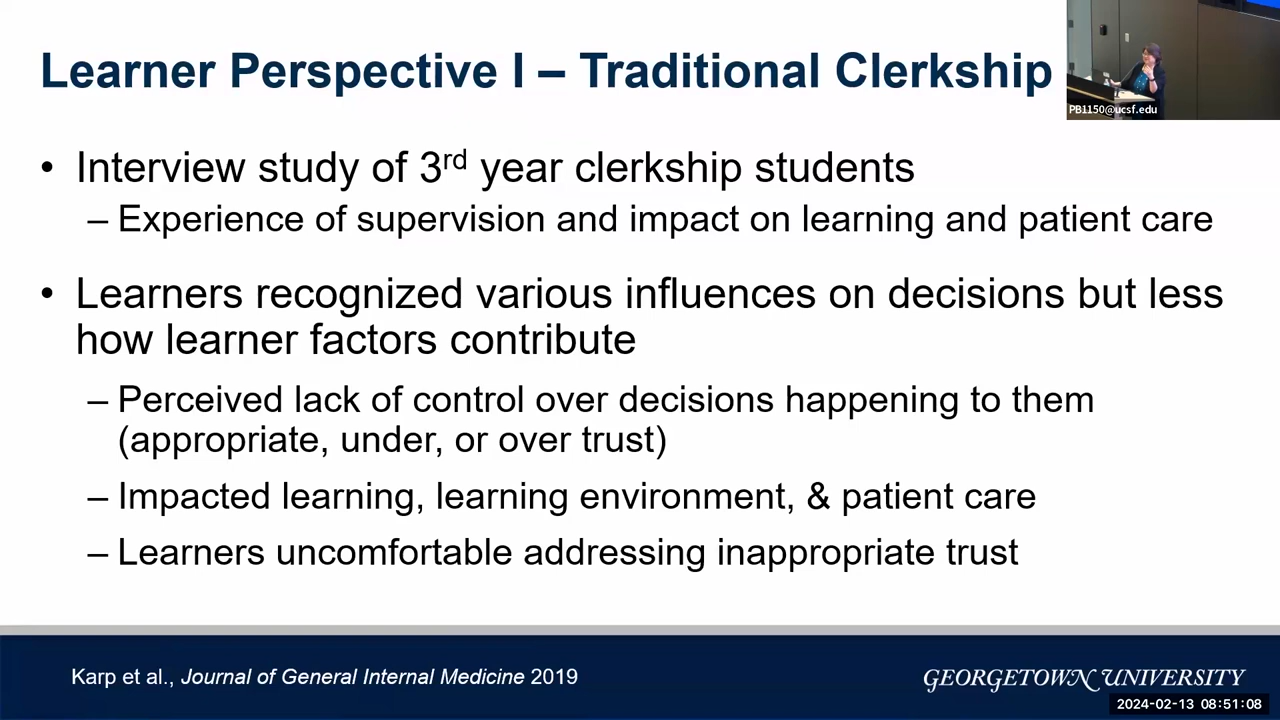 Learner Perspective I – Traditional Clerkship
PB1150@ucsf.edu
• Interview study of 3rd year clerkship students
– Experience of supervision and impact on learning and patient care
• Learners recognized various influences on decisions but less
how learner factors contribute
– Perceived lack of control over decisions happening to them
(appropriate, under, or over trust)
– Impacted learning, learning environment, & patient care
– Learners uncomfortable addressing inappropriate trust
Karp et al., Journal of General Internal Medicine 2019
GEORGETOWN UNIVERSITY
2024-02-13 08:51:08